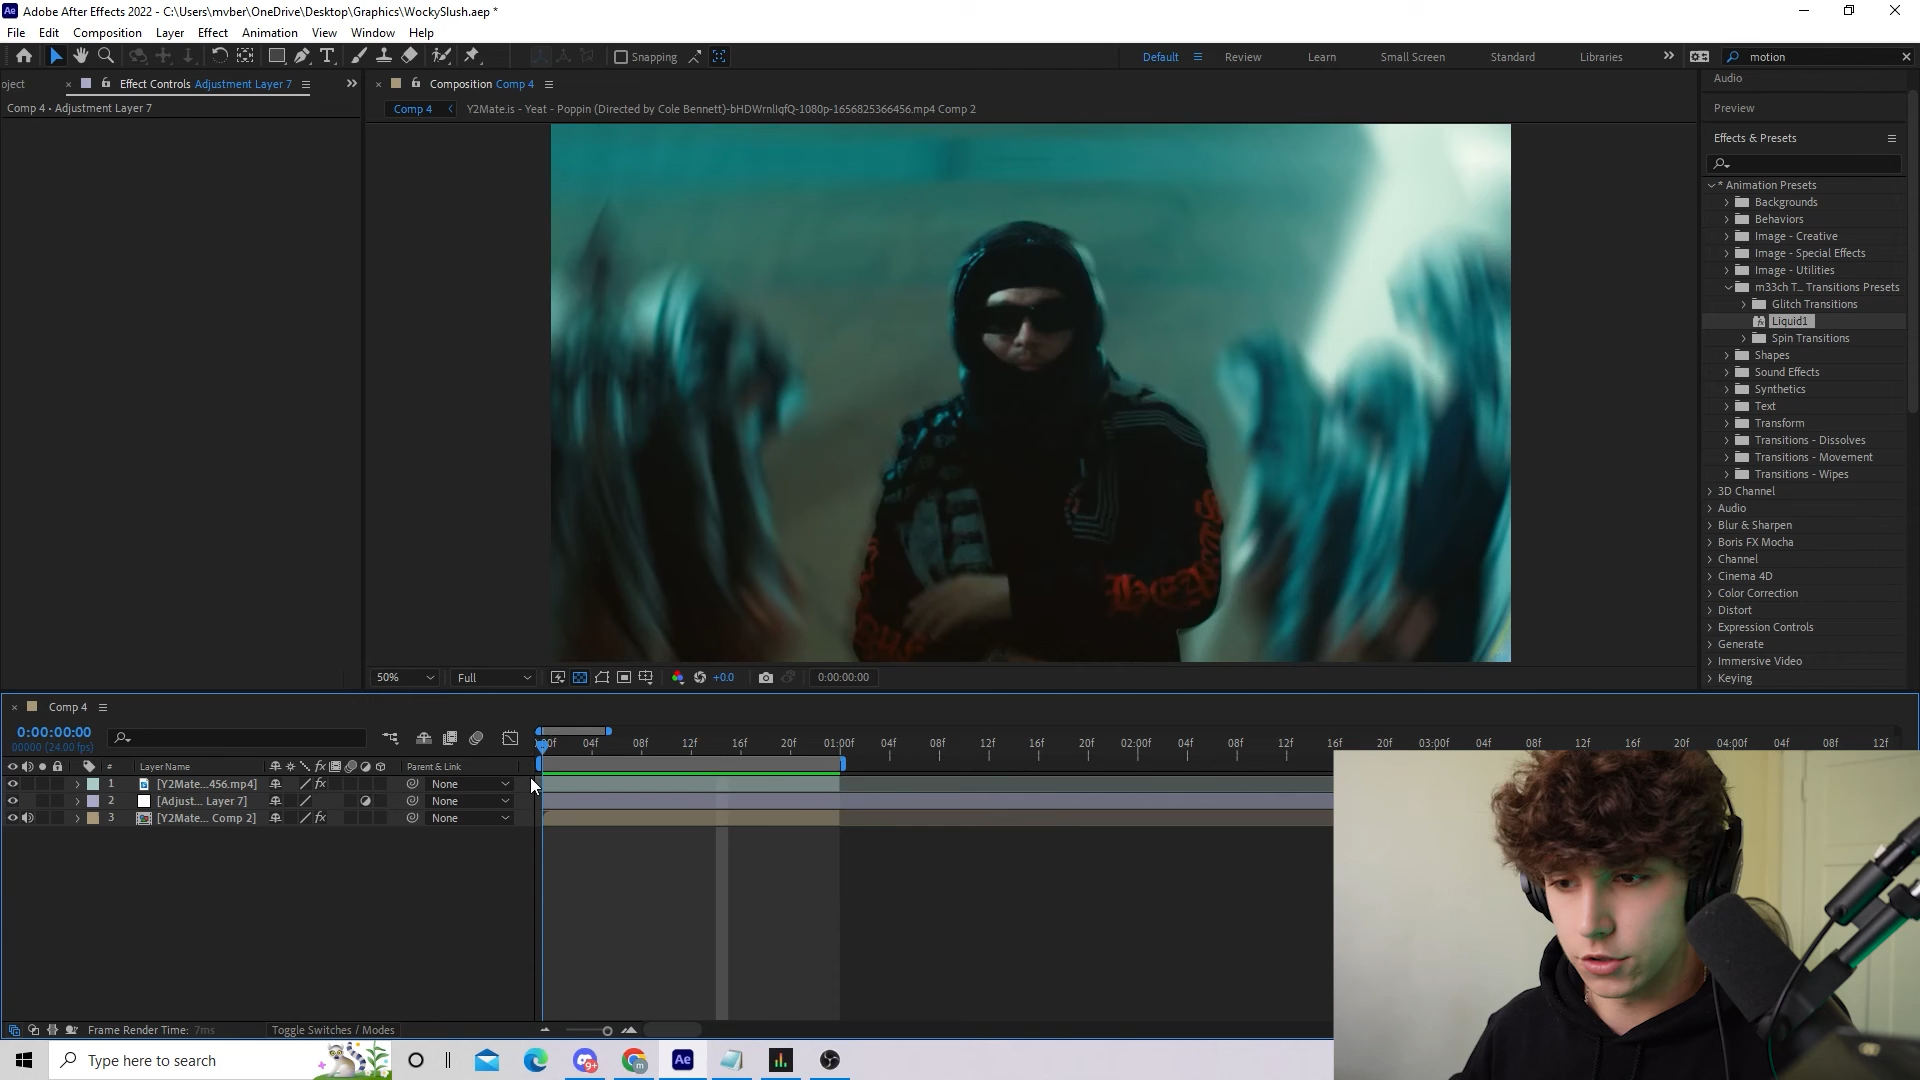 Ae Adobe After Effects 2022 - C:\Users\mvber\OneDrive\Desktop\Graphics\WockySlush.aep *
File Edit Composition Layer Effect Animation View Window Help
Snapping Default Review Learn Small Screen Standard Libraries motion
oject Effect Controls Adjustment Layer 7 Composition Comp 4 Audio
Comp 4 • Adjustment Layer 7 Comp 4 Y2Mate.is - Yeat - Poppin (Directed by Cole Bennett)-bHDWrnlIqfQ-1080p-1656825366456.mp4 Comp 2 Preview
Effects & Presets
* Animation Presets
Backgrounds
Behaviors
Image - Creative
Image - Special Effects
Image - Utilities
m33ch T... Transitions Presets
Glitch Transitions
Liquid1
Spin Transitions
Shapes
Sound Effects
Synthetics
Text
Transform
Transitions - Dissolves
Transitions - Movement
Transitions - Wipes
3D Channel
Audio
Blur & Sharpen
Boris FX Mocha
Channel
Cinema 4D
Color Correction
Distort
Expression Controls
Generate
Immersive Video
Keying
50% Full +0.0 0:00:00:00
Comp 4
0:00:00:00
00000 (24.00 fps)
:00f 04f 08f 12f 16f 20f 01:00f 04f 08f 12f 16f 20f 02:00f 04f 08f 12f 16f 20f 03:00f 04f 08f 12f 16f 20f 04:00f 04f 08f 12f
# Layer Name fx Parent & Link
1 [Y2Mate...456.mp4] fx None
2 [Adjust... Layer 7] None
3 [Y2Mate... Comp 2] fx None
Frame Render Time: 7ms Toggle Switches / Modes
Type here to search 9+ m Ae